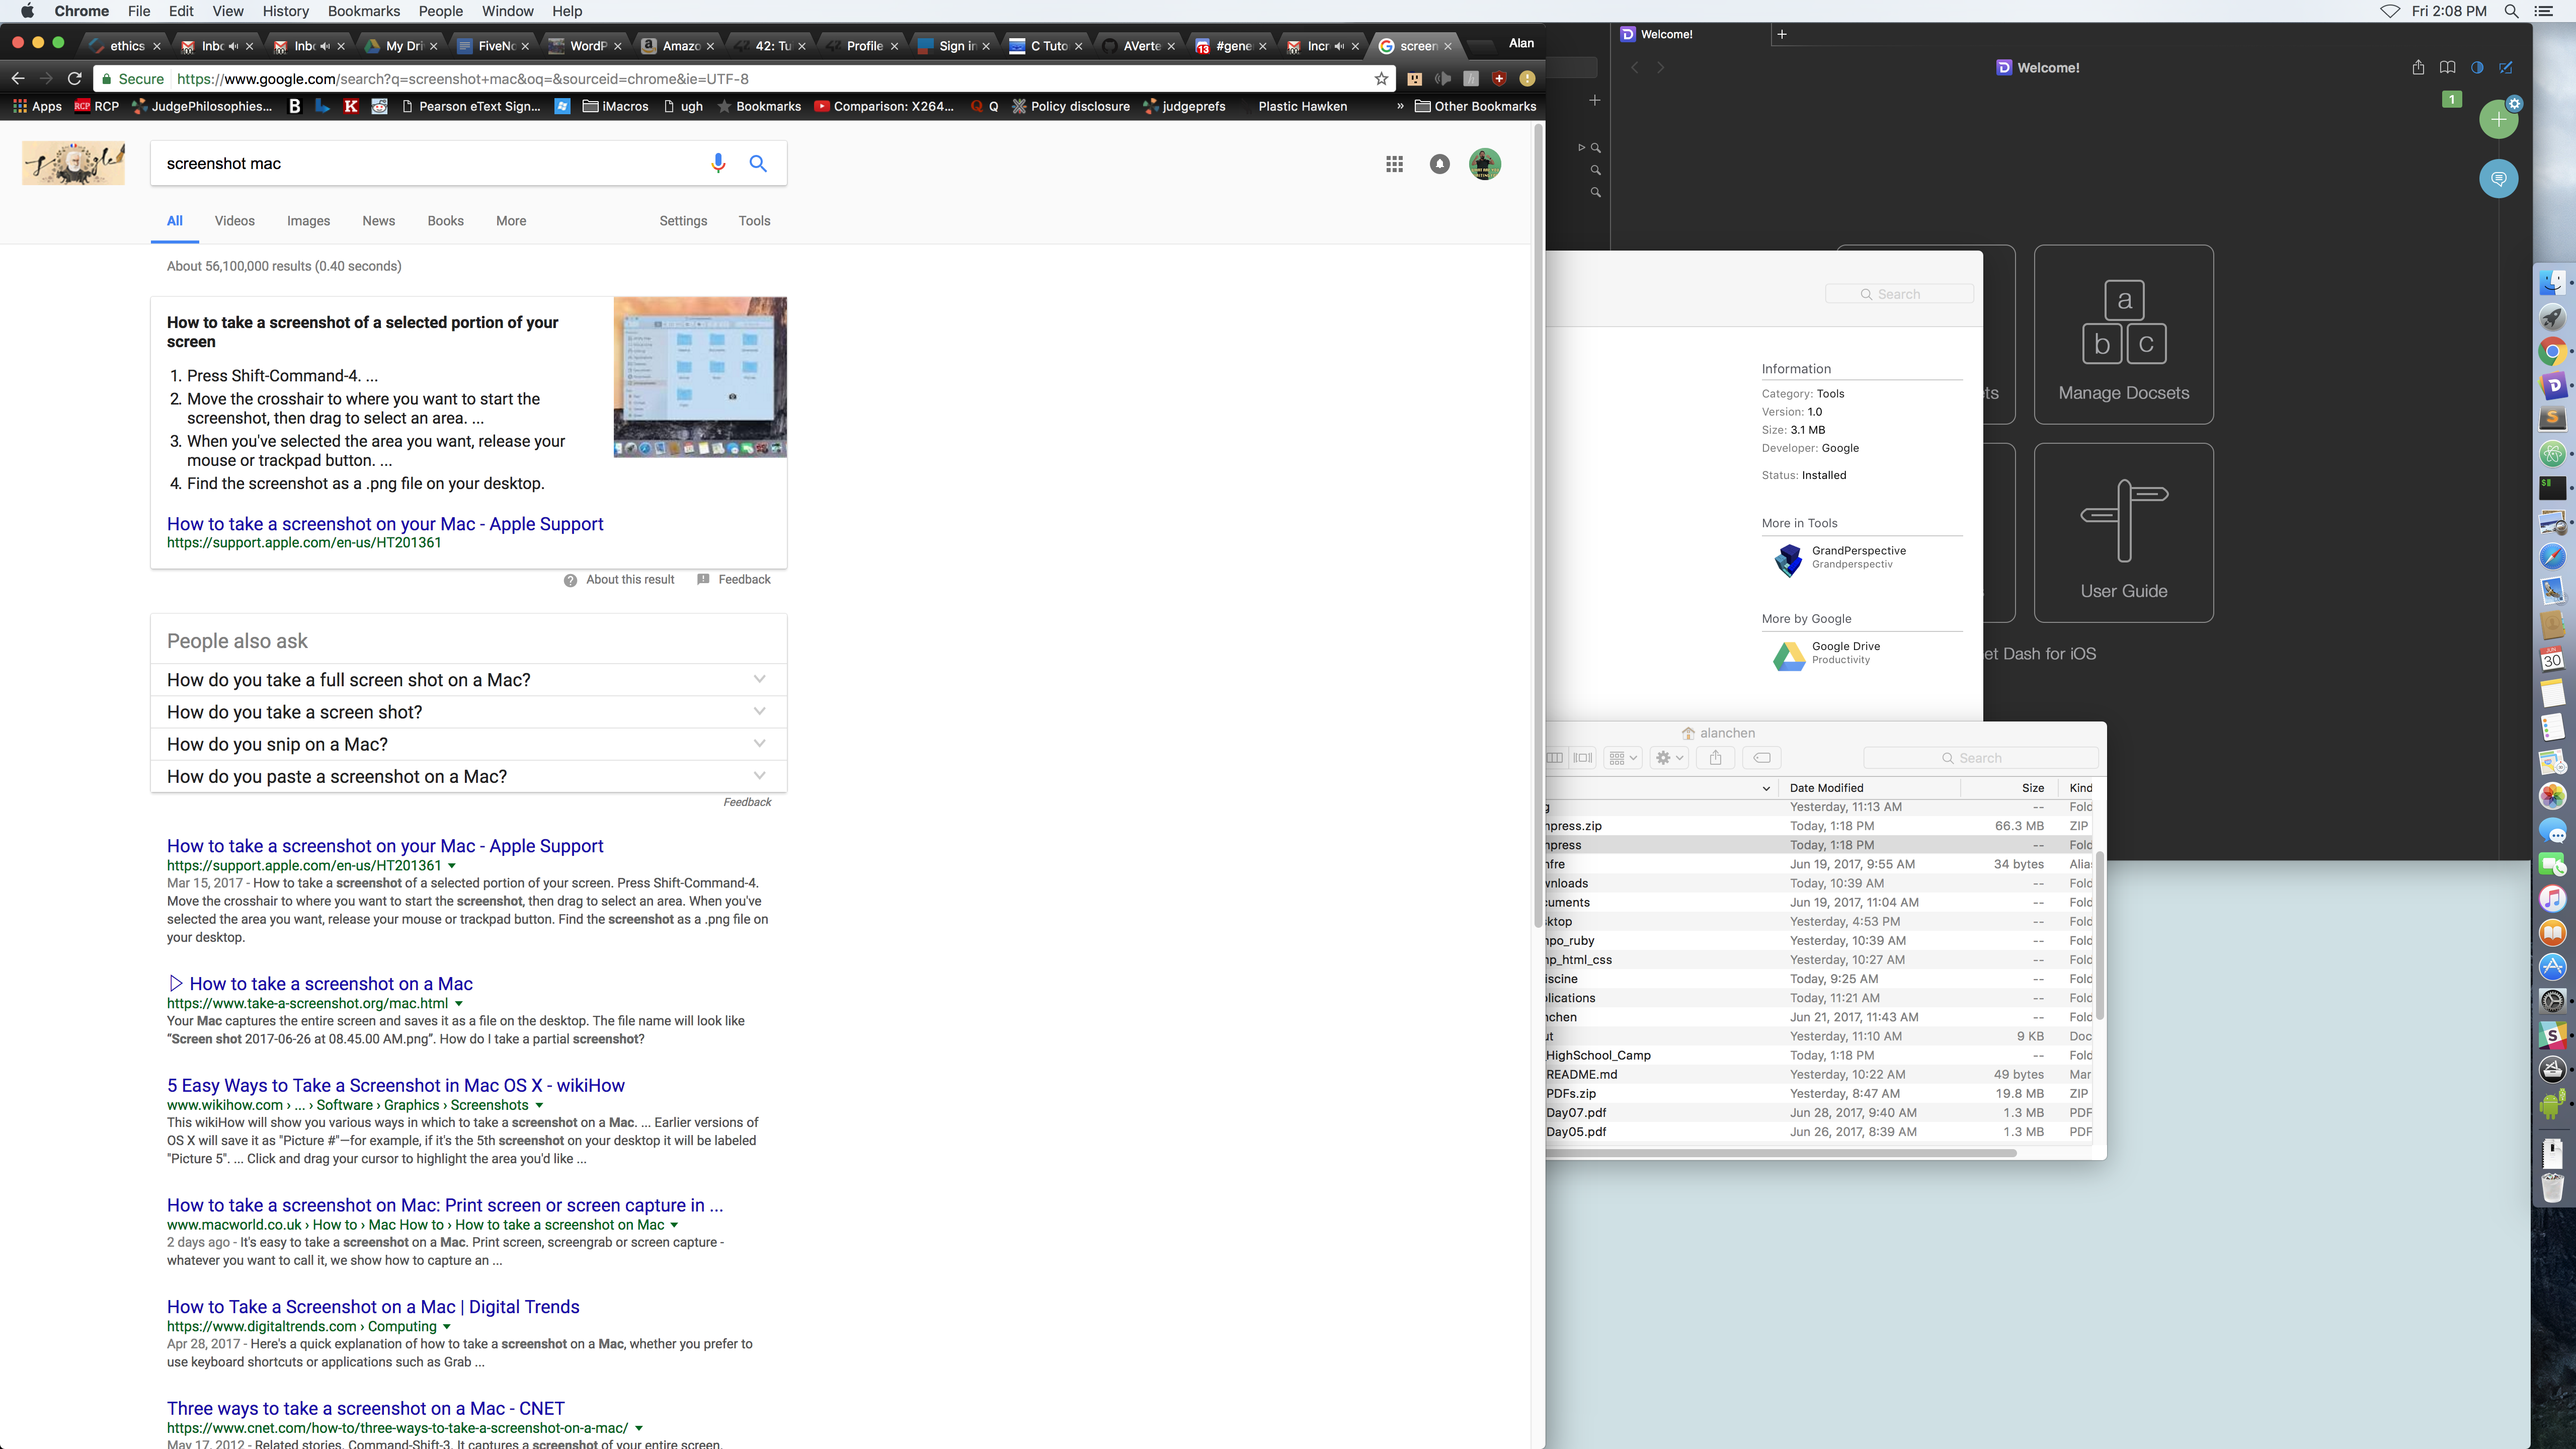 Chrome File Edit View History Bookmarks People Window Help
Fri 2:08 PM
ethics Inbc Inbc My Dri FiveNo WordP Amazo 42: Tu Profile Sign in C Tuto AVerte #gene Incr screen Alan
Secure https://www.google.com/search?q=screenshot+mac&oq=&sourceid=chrome&ie=UTF-8
Apps RCP JudgePhilosophies... Pearson eText Sign... iMacros ugh Bookmarks Comparison: X264... Q Policy disclosure judgeprefs Plastic Hawken » Other Bookmarks
screenshot mac
All Videos Images News Books More Settings Tools
About 56,100,000 results (0.40 seconds)
How to take a screenshot of a selected portion of your
screen
1. Press Shift-Command-4. ...
2. Move the crosshair to where you want to start the
screenshot, then drag to select an area. ...
3. When you've selected the area you want, release your
mouse or trackpad button. ...
4. Find the screenshot as a .png file on your desktop.
How to take a screenshot on your Mac - Apple Support
https://support.apple.com/en-us/HT201361
About this result Feedback
People also ask
How do you take a full screen shot on a Mac?
How do you take a screen shot?
How do you snip on a Mac?
How do you paste a screenshot on a Mac?
Feedback
How to take a screenshot on your Mac - Apple Support
https://support.apple.com/en-us/HT201361
Mar 15, 2017 - How to take a screenshot of a selected portion of your screen. Press Shift-Command-4.
Move the crosshair to where you want to start the screenshot, then drag to select an area. When you've
selected the area you want, release your mouse or trackpad button. Find the screenshot as a .png file on
your desktop.
How to take a screenshot on a Mac
https://www.take-a-screenshot.org/mac.html
Your Mac captures the entire screen and saves it as a file on the desktop. The file name will look like
“Screen shot 2017-06-26 at 08.45.00 AM.png”. How do I take a partial screenshot?
5 Easy Ways to Take a Screenshot in Mac OS X - wikiHow
www.wikihow.com › ... › Software › Graphics › Screenshots
This wikiHow will show you various ways in which to take a screenshot on a Mac. ... Earlier versions of
OS X will save it as "Picture #"—for example, if it's the 5th screenshot on your desktop it will be labeled
"Picture 5". ... Click and drag your cursor to highlight the area you'd like ...
How to take a screenshot on Mac: Print screen or screen capture in ...
www.macworld.co.uk › How to › Mac How to › How to take a screenshot on Mac
2 days ago - It's easy to take a screenshot on a Mac. Print screen, screengrab or screen capture -
whatever you want to call it, we show how to capture an ...
How to Take a Screenshot on a Mac | Digital Trends
https://www.digitaltrends.com › Computing
Apr 28, 2017 - Here's a quick explanation of how to take a screenshot on a Mac, whether you prefer to
use keyboard shortcuts or applications such as Grab ...
Three ways to take a screenshot on a Mac - CNET
https://www.cnet.com/how-to/three-ways-to-take-a-screenshot-on-a-mac/
May 17, 2012 - Related stories. Command-Shift-3. It captures a screenshot of your entire screen.
Welcome!
Welcome!
1
a
b c
ts Manage Docsets
User Guide
et Dash for iOS
Search
Information
Category: Tools
Version: 1.0
Size: 3.1 MB
Developer: Google
Status: Installed
More in Tools
GrandPerspective
Grandperspectiv
More by Google
Google Drive
Productivity
alanchen
Search
Date Modified Size Kind
g Yesterday, 11:13 AM -- Fold
npress.zip Today, 1:18 PM 66.3 MB ZIP
npress Today, 1:18 PM -- Fold
nfre Jun 19, 2017, 9:55 AM 34 bytes Alias
wnloads Today, 10:39 AM -- Fold
cuments Jun 19, 2017, 11:04 AM -- Fold
sktop Yesterday, 4:53 PM -- Fold
npo_ruby Yesterday, 10:39 AM -- Fold
np_html_css Yesterday, 10:27 AM -- Fold
iscine Today, 9:25 AM -- Fold
plications Today, 11:21 AM -- Fold
nchen Jun 21, 2017, 11:43 AM -- Fold
ut Yesterday, 11:10 AM 9 KB Doc
HighSchool_Camp Today, 1:18 PM -- Fold
README.md Yesterday, 10:22 AM 49 bytes Mar
PDFs.zip Yesterday, 8:47 AM 19.8 MB ZIP
Day07.pdf Jun 28, 2017, 9:40 AM 1.3 MB PDF
Day05.pdf Jun 26, 2017, 8:39 AM 1.3 MB PDF
JUN
30